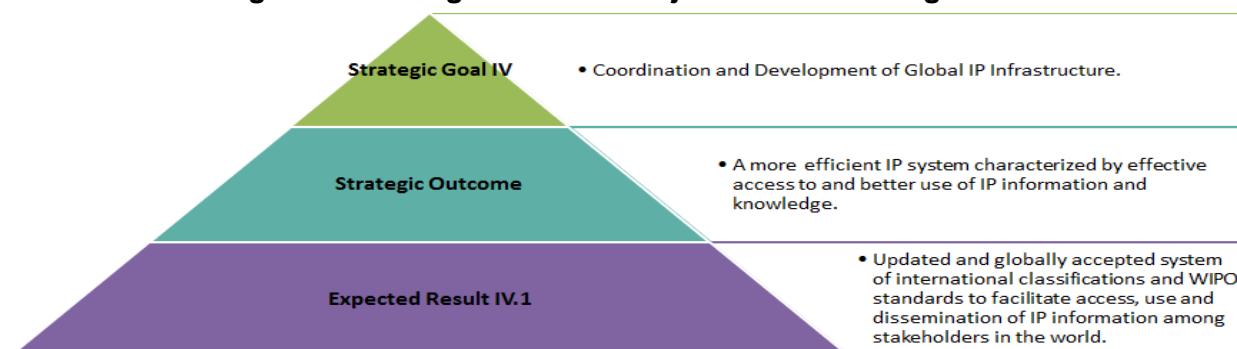 Strategic Goal IV
• Coordination and Development of Global IP Infrastructure.
Strategic Outcome
• A more efficient IP system characterized by effective
access to and better use of IP information and
knowledge.
Expected Result IV.1
• Updated and globally accepted system
of international classifications and WIPO
standards to facilitate access, use and
dissemination of IP information among
stakeholders in the world.